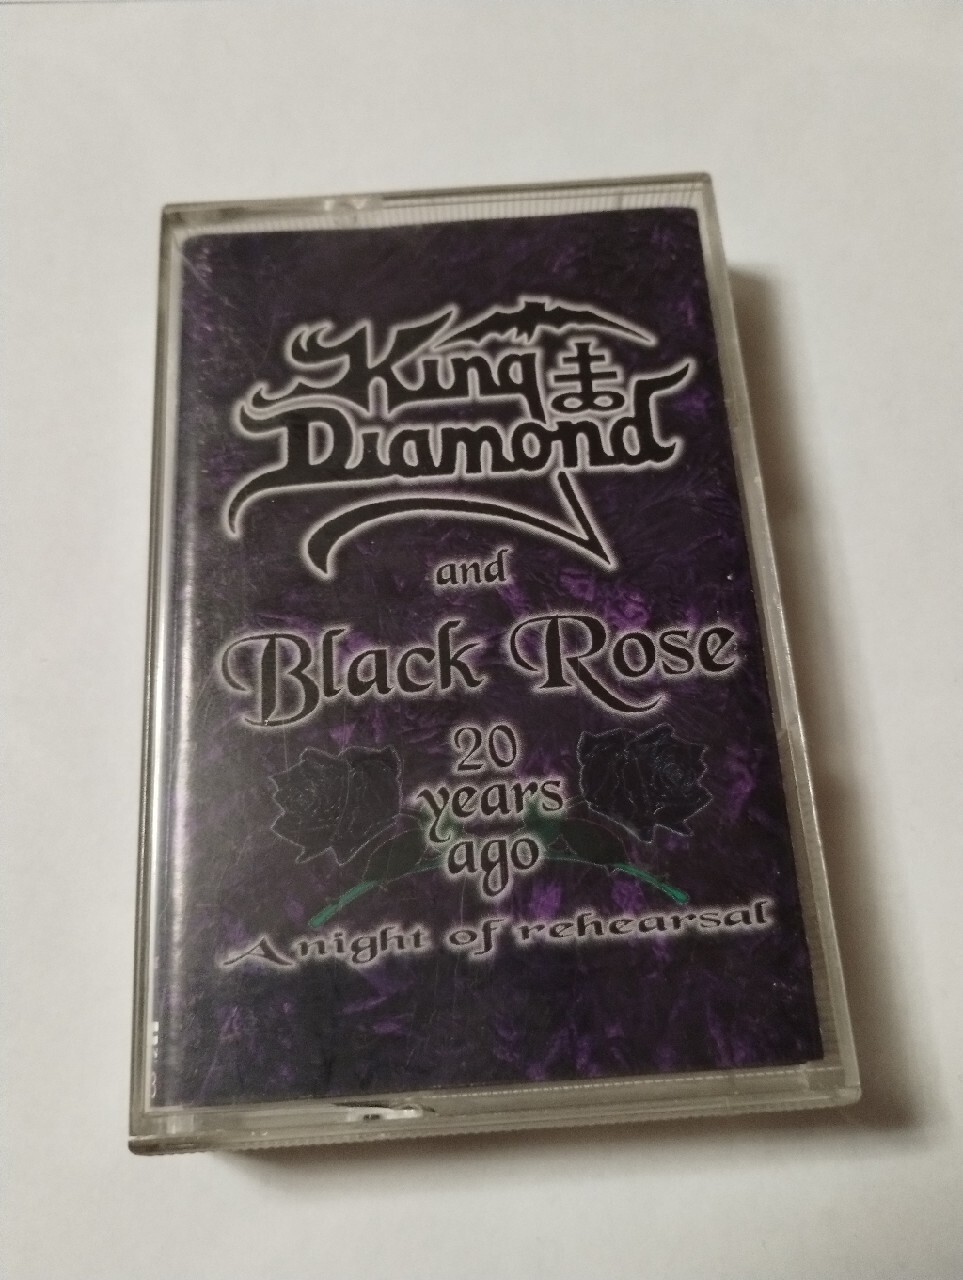 King
Diamond
and
Black Rose
20
years
ago
A night of rehearsal